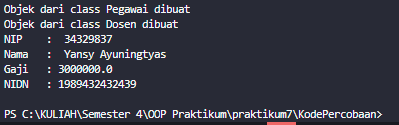 Objek dari class Pegawai dibuat
Objek dari class Dosen dibuat
NIP    :  34329837
Nama   :  Yansy Ayuningtyas
Gaji   : 3000000.0
NIDN   : 1989432432439
PS C:\KULIAH\Semester 4\OOP Praktikum\praktikum7\KodePercobaan>